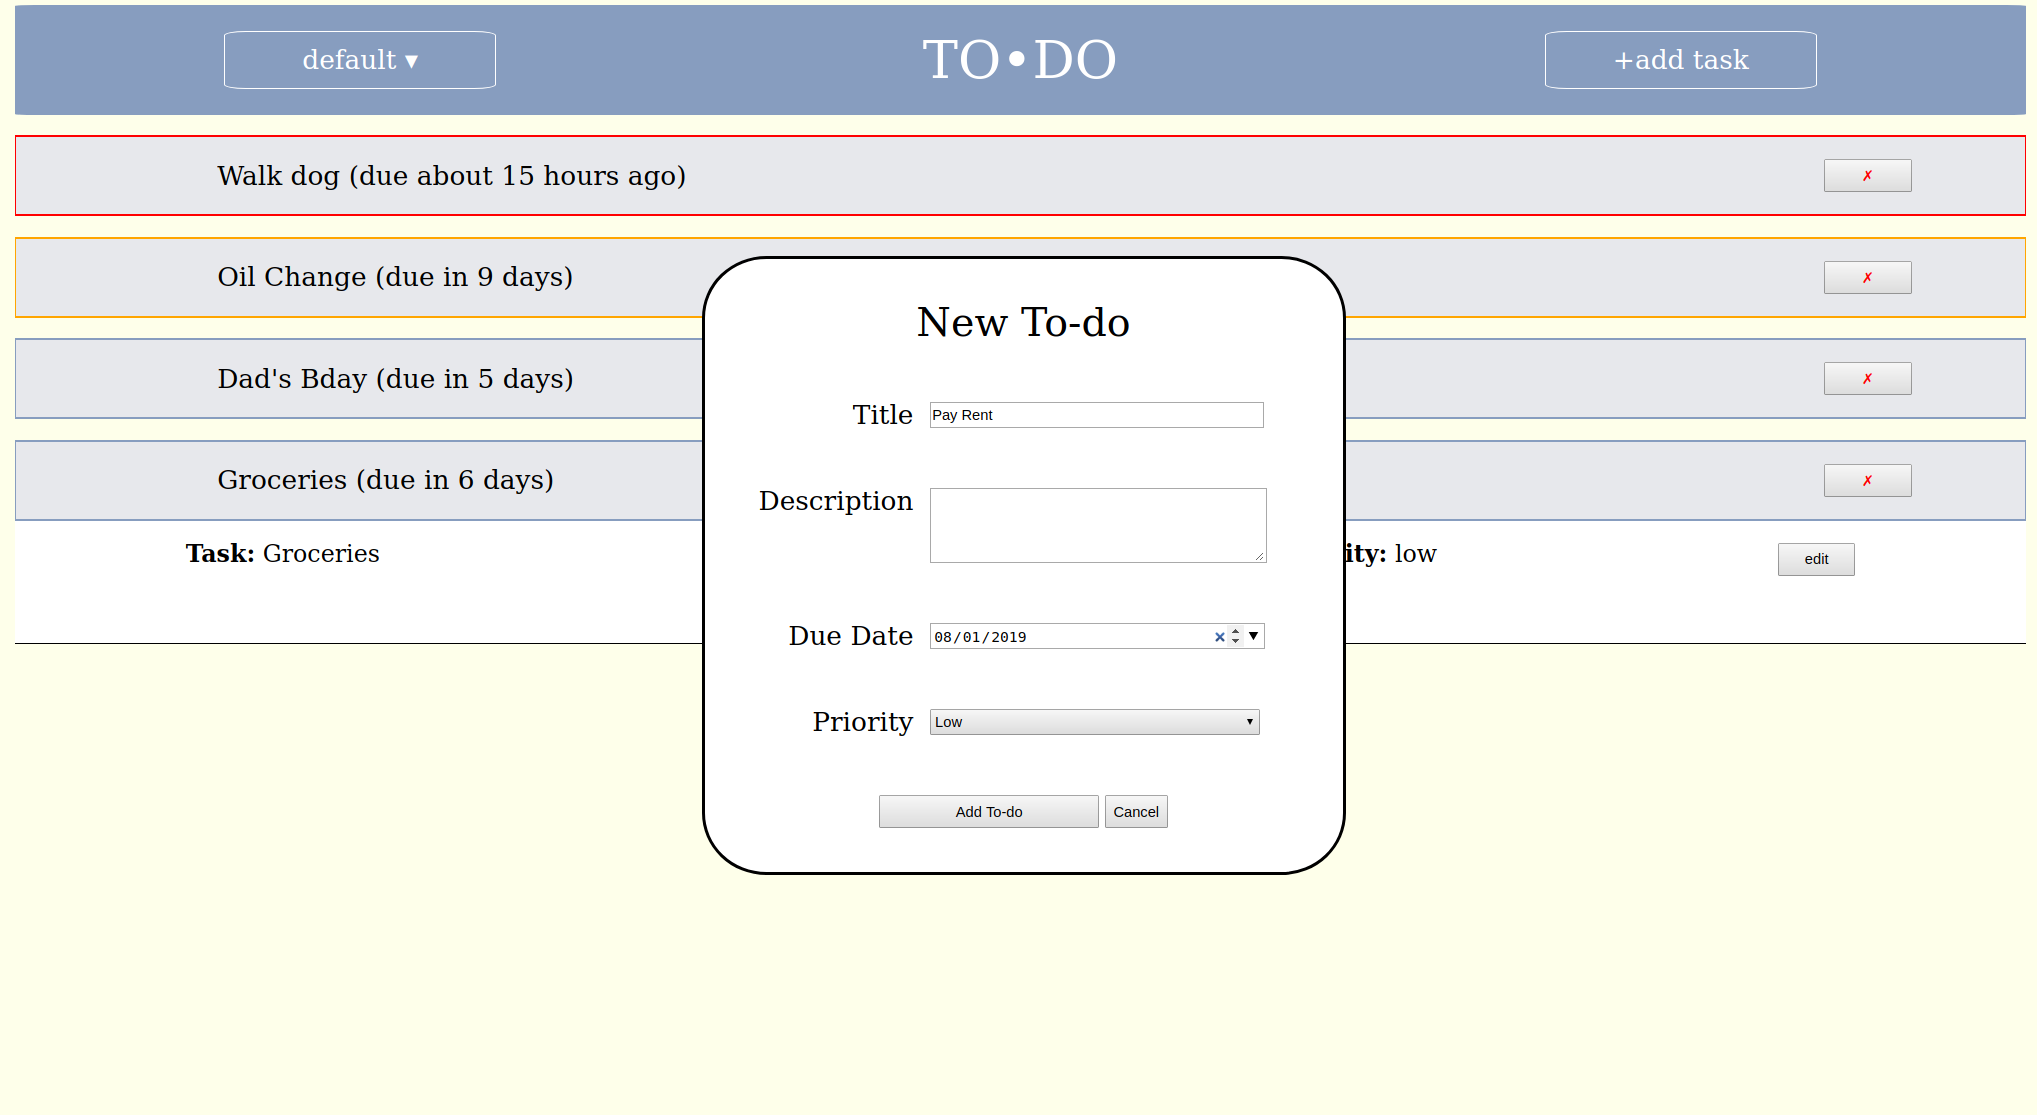 default ▾
TO•DO
+add task
Walk dog (due about 15 hours ago)
✗
Oil Change (due in 9 days)
✗
Dad's Bday (due in 5 days)
✗
Groceries (due in 6 days)
✗
Task: Groceries
ity: low
edit
New To-do
Title
Pay Rent
Description
Due Date
08/01/2019
Priority
Low
Add To-do
Cancel